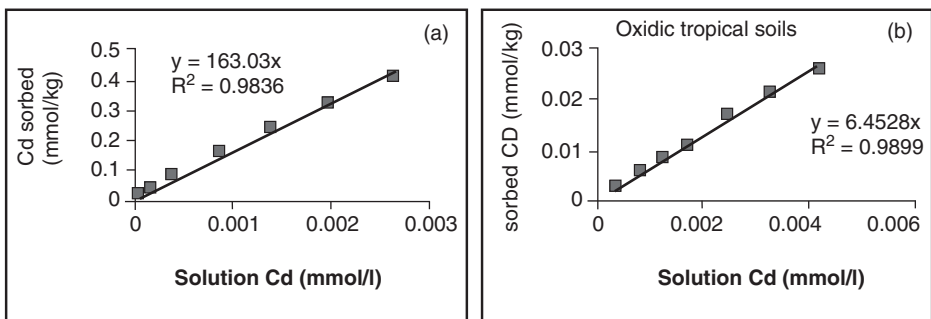 (a)
Cd sorbed
(mmol/kg)
0.5
0.4
0.3
0.2
0.1
0
y = 163.03x
R² = 0.9836
0
0.001
0.002
0.003
Solution Cd (mmol/l)
Oxidic tropical soils
(b)
sorbed CD (mmol/kg)
0.03
0.02
0.01
0
y = 6.4528x
R² = 0.9899
0
0.002
0.004
0.006
Solution Cd (mmol/l)